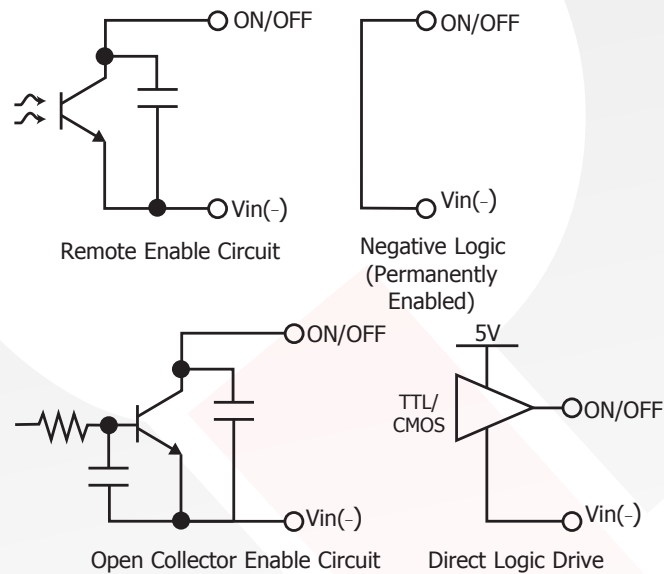 ON/OFF
Vin(-)
Remote Enable Circuit
ON/OFF
Vin(-)
Negative Logic
(Permanently
Enabled)
ON/OFF
Vin(-)
Open Collector Enable Circuit
5V
TTL/
CMOS
ON/OFF
Vin(-)
Direct Logic Drive